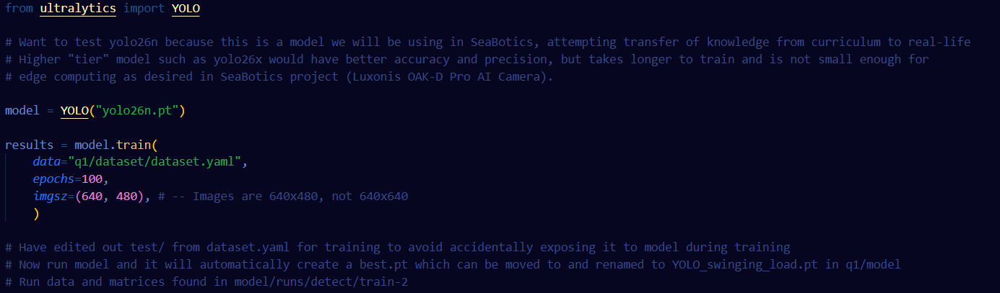 from ultralytics import YOLO
# Want to test yolo26n because this is a model we will be using in SeaBotics, attempting transfer of knowledge from curriculum to real-life
# Higher "tier" model such as yolo26x would have better accuracy and precision, but takes longer to train and is not small enough for
# edge computing as desired in SeaBotics project (Luxonis OAK-D Pro AI Camera).
model = YOLO("yolo26n.pt")
results = model.train(
    data="q1/dataset/dataset.yaml",
    epochs=100,
    imgsz=(640, 480), # -- Images are 640x480, not 640x640
    )
# Have edited out test/ from dataset.yaml for training to avoid accidentally exposing it to model during training
# Now run model and it will automatically create a best.pt which can be moved to and renamed to YOLO_swinging_load.pt in q1/model
# Run data and matrices found in model/runs/detect/train-2